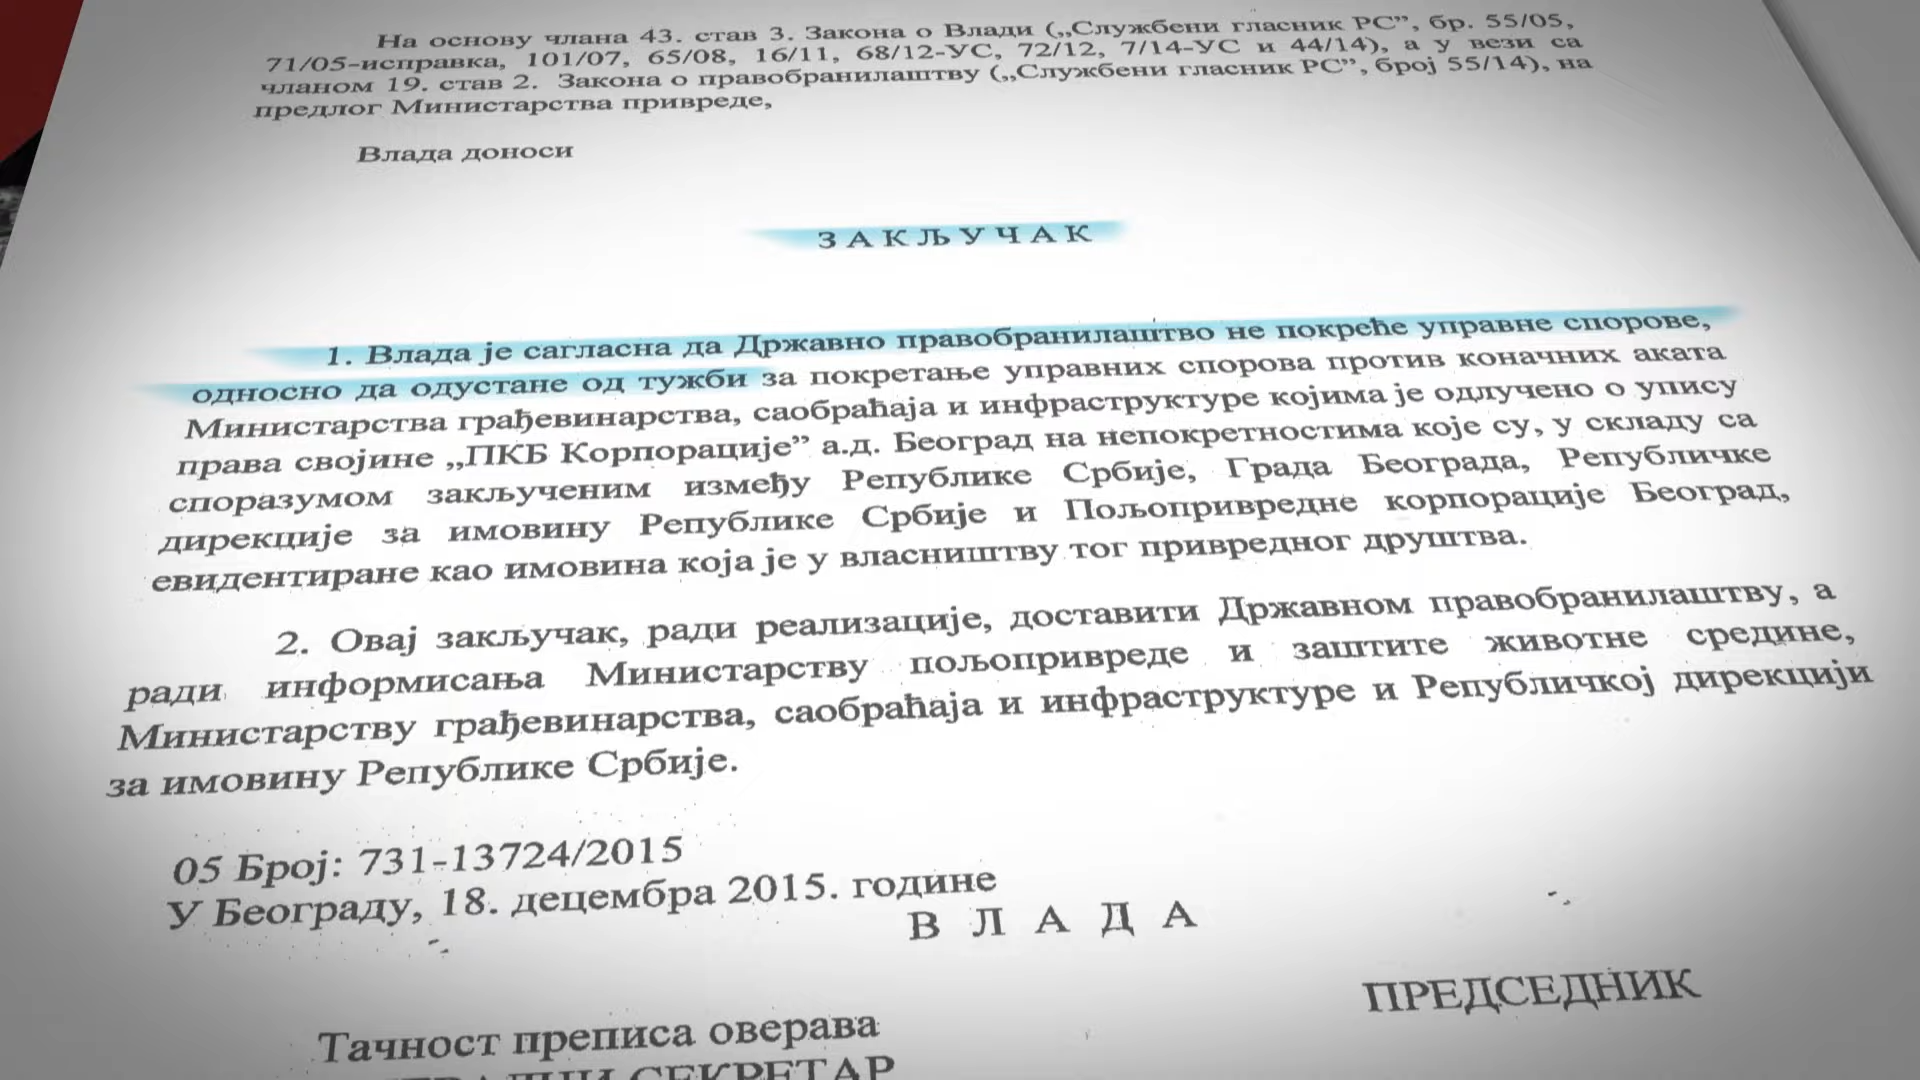 На основу члана 43. став 3. Закона о Влади („Службени гласник РС”, бр. 55/05,
71/05-исправка, 101/07, 65/08, 16/11, 68/12-УС, 72/12, 7/14-УС и 44/14), а у вези са
чланом 19. став 2. Закона о правобранилаштву („Службени гласник РС”, број 55/14), на
предлог Министарства привреде,
Влада доноси
З А К Љ У Ч А К
1. Влада је сагласна да Државно правобранилаштво не покреће управне спорове,
односно да одустане од тужби за покретање управних спорова против коначних аката
Министарства грађевинарства, саобраћаја и инфраструктуре којима је одлучено о упису
права својине „ПКБ Корпорације” а.д. Београд на непокретностима које су, у складу са
споразумом закљученим између Републике Србије, Града Београда, Републичке
дирекције за имовину Републике Србије и Пољопривредне корпорације Београд,
евидентиране као имовина која је у власништву тог привредног друштва.
2. Овај закључак, ради реализације, доставити Државном правобранилаштву, а
ради информисања Министарству пољопривреде и заштите животне средине,
Министарству грађевинарства, саобраћаја и инфраструктуре и Републичкој дирекцији
за имовину Републике Србије.
05 Број: 731-13724/2015
У Београду, 18. децембра 2015. године
В Л А Д А
ПРЕДСЕДНИК
Тачност преписа оверава
СЕКРЕТАР